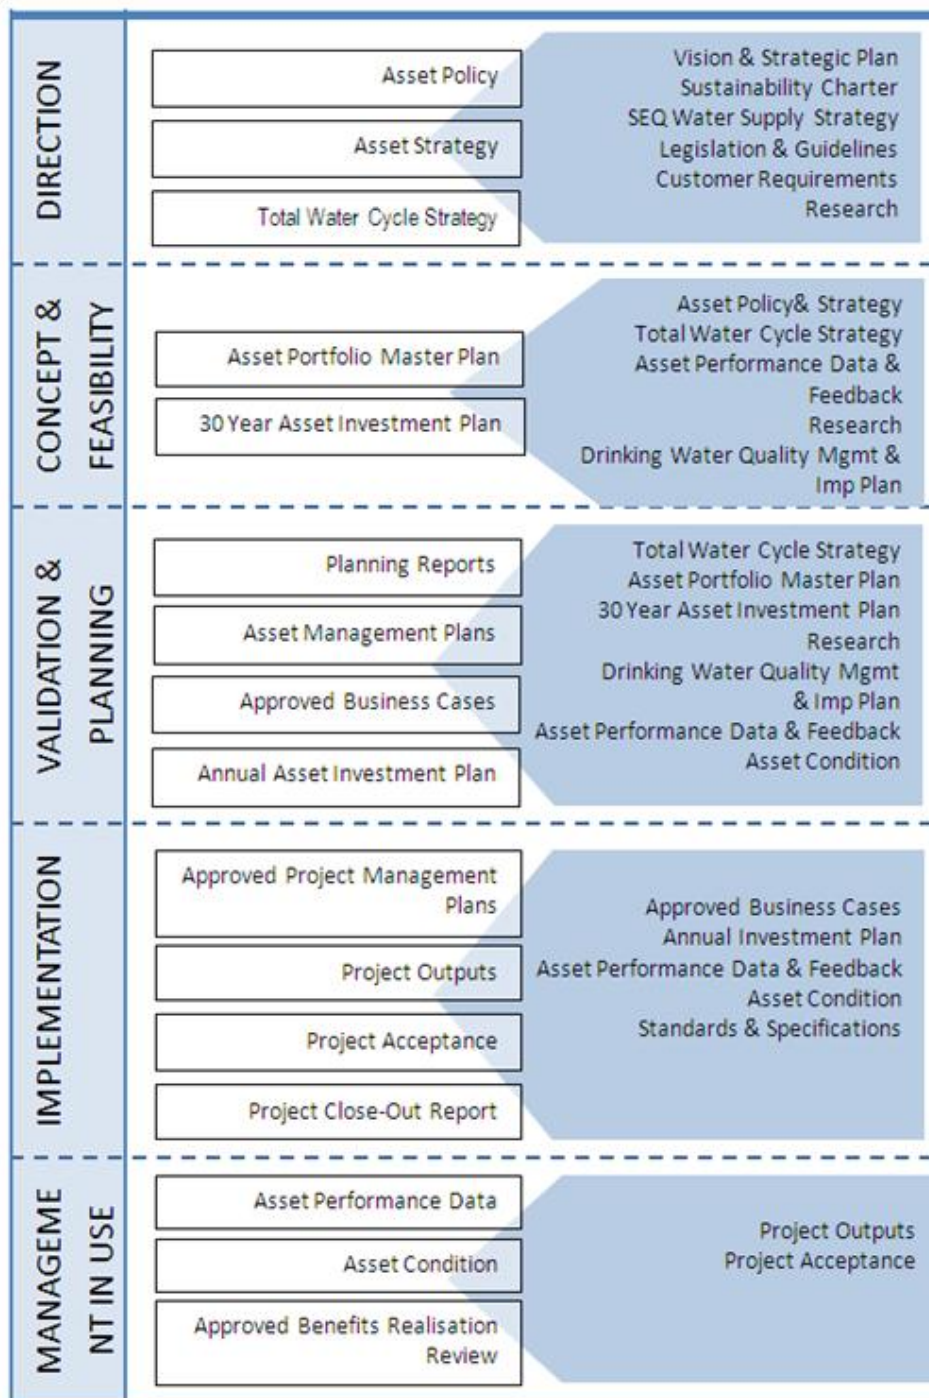 DIRECTION
Asset Policy
Asset Strategy
Total Water Cycle Strategy
Vision & Strategic Plan
Sustainability Charter
SEQ Water Supply Strategy
Legislation & Guidelines
Customer Requirements
Research
CONCEPT &
FEASIBILITY
Asset Portfolio Master Plan
30 Year Asset Investment Plan
Asset Policy& Strategy
Total Water Cycle Strategy
Asset Performance Data &
Feedback
Research
Drinking Water Quality Mgmt &
Imp Plan
VALIDATION &
PLANNING
Planning Reports
Asset Management Plans
Approved Business Cases
Annual Asset Investment Plan
Total Water Cycle Strategy
Asset Portfolio Master Plan
30 Year Asset Investment Plan
Research
Drinking Water Quality Mgmt
& Imp Plan
Asset Performance Data & Feedback
Asset Condition
IMPLEMENTATION
Approved Project Management
Plans
Project Outputs
Project Acceptance
Project Close-Out Report
Approved Business Cases
Annual Investment Plan
Asset Performance Data & Feedback
Asset Condition
Standards & Specifications
MANAGEME
NT IN USE
Asset Performance Data
Asset Condition
Approved Benefits Realisation
Review
Project Outputs
Project Acceptance